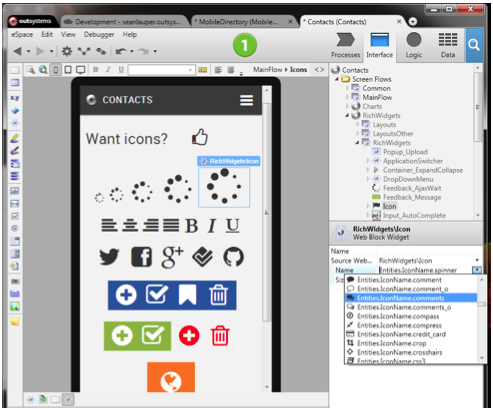 outsystems
Development - seanlauper.outsys...
* MobileDirectory (Mobile...
* Contacts (Contacts)
eSpace Edit View Debugger Help
1
Processes Interface Logic Data
B I U
MainFlow ▸ Icons <>
Contacts
Screen Flows
Common
MainFlow
Charts
RichWidgets
Layouts
LayoutsOther
RichWidgets
Popup_Upload
ApplicationSwitcher
Container_ExpandCollapse
DropDownMenu
Feedback_AjaxWait
Feedback_Message
Icon
Input_AutoComplete
CONTACTS
Want icons?
RichWidgets\Icon
B I U
g+
RichWidgets\Icon
Web Block Widget
Name
Source Web... RichWidgets\Icon
Name Entities.IconName.spinner
Entities.IconName.comment
Entities.IconName.comment_o
Entities.IconName.comments
Entities.IconName.comments_o
Entities.IconName.compass
Entities.IconName.compress
Entities.IconName.credit_card
Entities.IconName.crop
Entities.IconName.crosshairs
Entities.IconName.css3